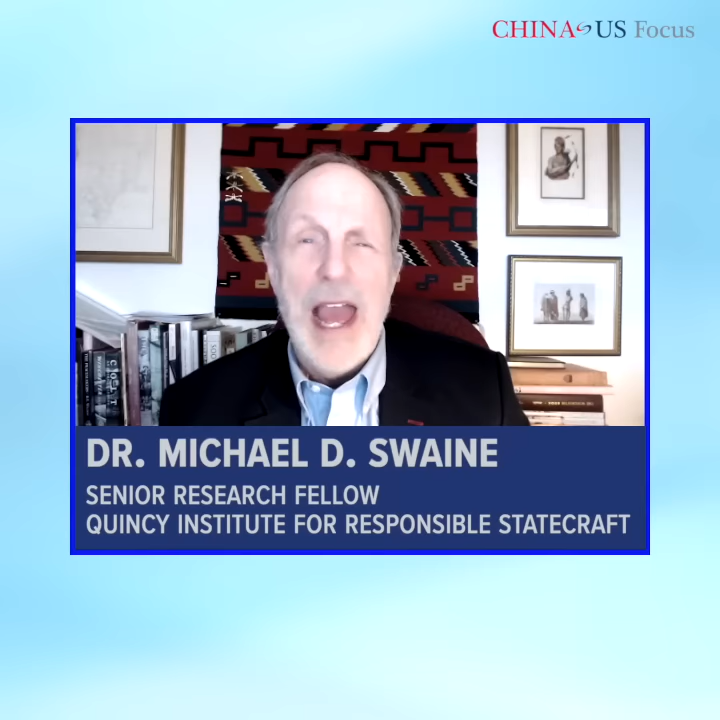 CHINA US Focus
DR. MICHAEL D. SWAINE
SENIOR RESEARCH FELLOW
QUINCY INSTITUTE FOR RESPONSIBLE STATECRAFT